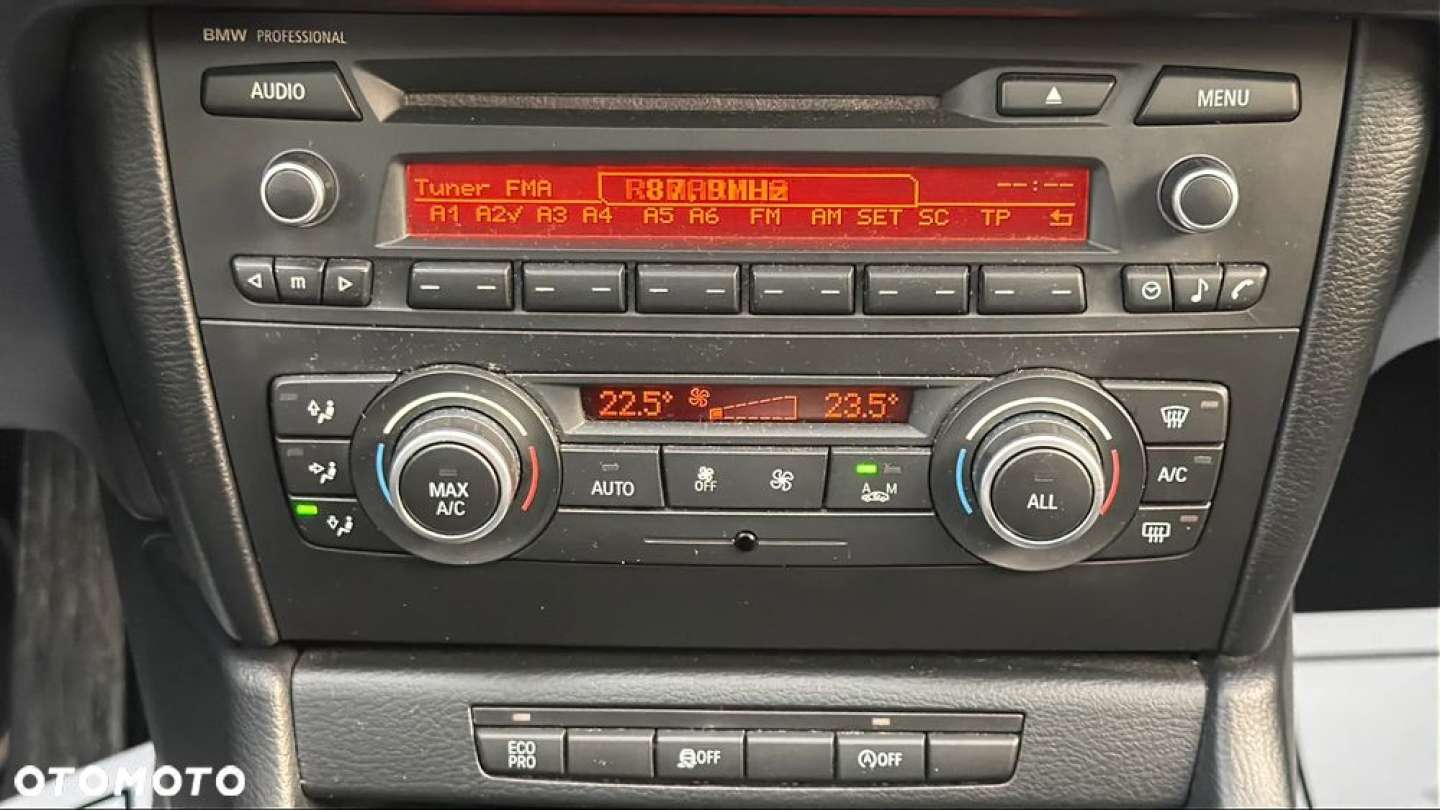 BMW PROFESSIONAL
AUDIO
MENU
Tuner FMA --:--
A1 A2√ A3 A4 A5 A6 FM AM SET SC TP
m
22.5° 23.5°
MAX A/C
AUTO
OFF
A M
ALL
A/C
ECO PRO
OFF
OFF
OTOMOTO